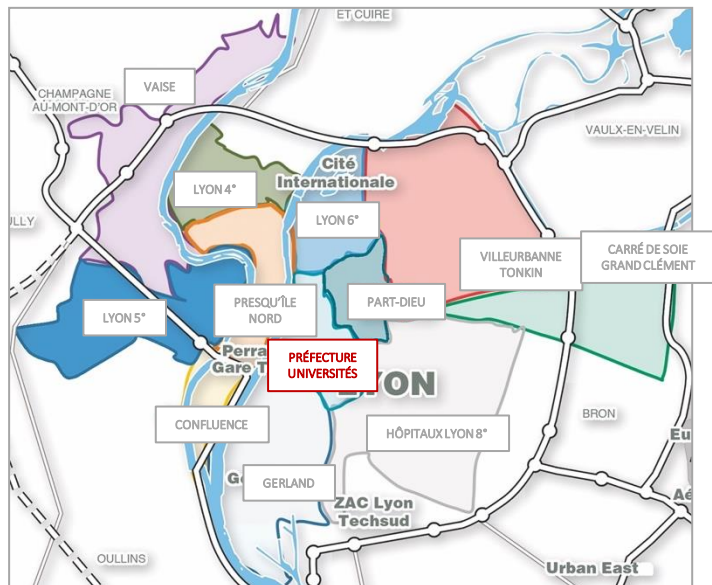 ET CUIRE
VAISE
CHAMPAGNE
AU-MONT-D'OR
VAULX-EN-VELIN
Cité
Internationale
LYON 4°
LYON 6°
ULLY
VILLEURBANNE
TONKIN
CARRÉ DE SOIE
GRAND CLÉMENT
PRESQU'ÎLE
NORD
PART-DIEU
LYON 5°
Perra
Gare T
PRÉFECTURE
UNIVERSITÉS
LYON
CONFLUENCE
HÔPITAUX LYON 8°
BRON
Eu
GERLAND
G
ZAC Lyon
Techsud
Aé
OULLINS
Urban East